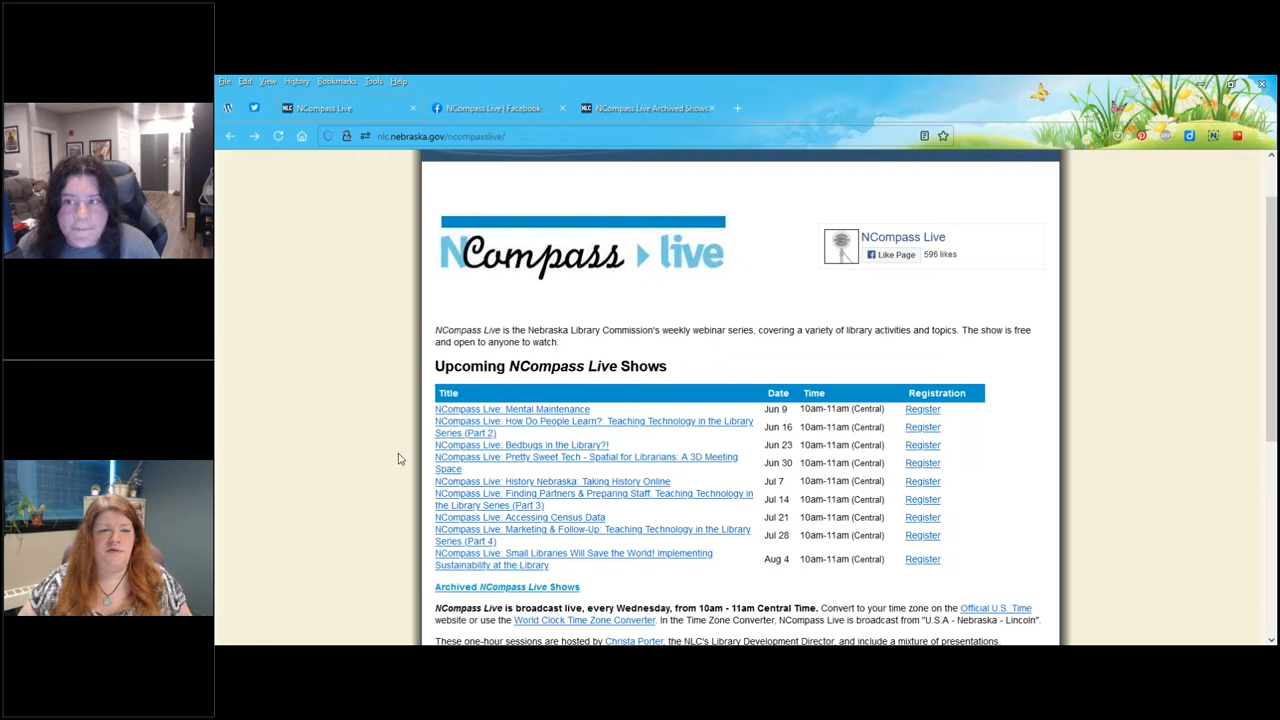 File Edit View History Bookmarks Tools Help
NLC NCompass Live × NCompass Live | Facebook × NLC NCompass Live Archived Shows ×
nlc.nebraska.gov/ncompasslive/
NCompass live
NCompass Live
Like Page 596 likes
NCompass Live is the Nebraska Library Commission's weekly webinar series, covering a variety of library activities and topics. The show is free
and open to anyone to watch.
Upcoming NCompass Live Shows
Title Date Time Registration
NCompass Live: Mental Maintenance Jun 9 10am-11am (Central) Register
NCompass Live: How Do People Learn?: Teaching Technology in the Library
Series (Part 2) Jun 16 10am-11am (Central) Register
NCompass Live: Bedbugs in the Library?! Jun 23 10am-11am (Central) Register
NCompass Live: Pretty Sweet Tech - Spatial for Librarians: A 3D Meeting
Space Jun 30 10am-11am (Central) Register
NCompass Live: History Nebraska: Taking History Online Jul 7 10am-11am (Central) Register
NCompass Live: Finding Partners & Preparing Staff: Teaching Technology in
the Library Series (Part 3) Jul 14 10am-11am (Central) Register
NCompass Live: Accessing Census Data Jul 21 10am-11am (Central) Register
NCompass Live: Marketing & Follow-Up: Teaching Technology in the Library
Series (Part 4) Jul 28 10am-11am (Central) Register
NCompass Live: Small Libraries Will Save the World! Implementing
Sustainability at the Library Aug 4 10am-11am (Central) Register
Archived NCompass Live Shows
NCompass Live is broadcast live, every Wednesday, from 10am - 11am Central Time. Convert to your time zone on the Official U.S. Time
website or use the World Clock Time Zone Converter. In the Time Zone Converter, NCompass Live is broadcast from "U.S.A - Nebraska - Lincoln".
These one-hour sessions are hosted by Christa Porter, the NLC's Library Development Director, and include a mixture of presentations,